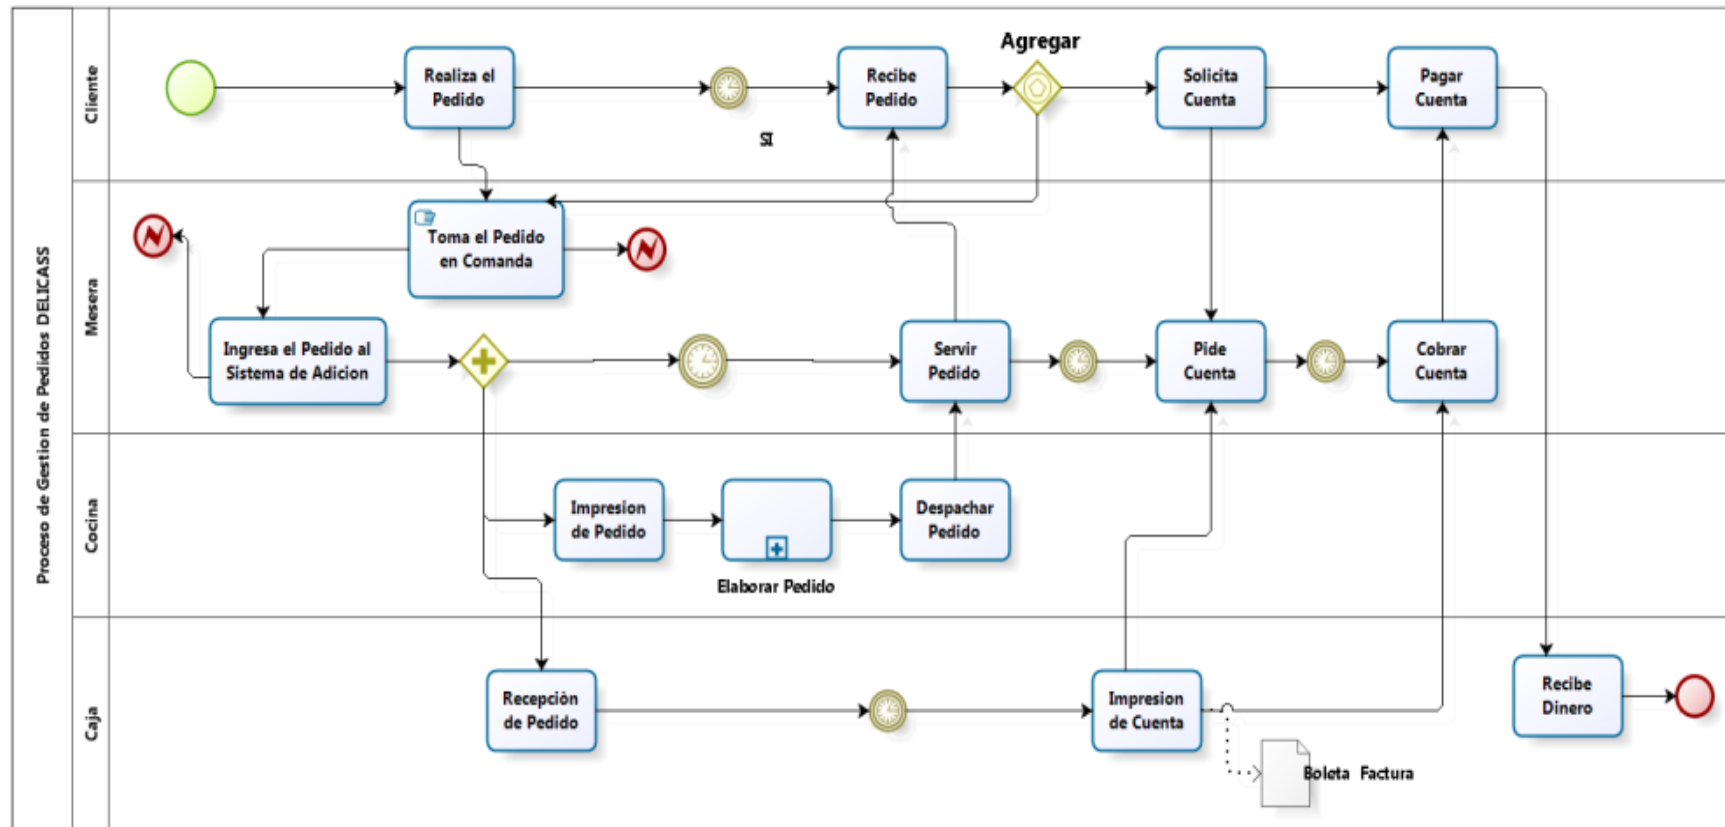 Proceso de Gestion de Pedidos DELICASS
Cliente
Realiza el
Pedido
SI
Recibe
Pedido
Agregar
Solicita
Cuenta
Pagar
Cuenta
Mesera
Toma el Pedido
en Comanda
Ingresa el Pedido al
Sistema de Adicion
Servir
Pedido
Pide
Cuenta
Cobrar
Cuenta
Cocina
Impresion
de Pedido
Elaborar Pedido
Despachar
Pedido
Caja
Recepciòn
de Pedido
Impresion
de Cuenta
Boleta Factura
Recibe
Dinero